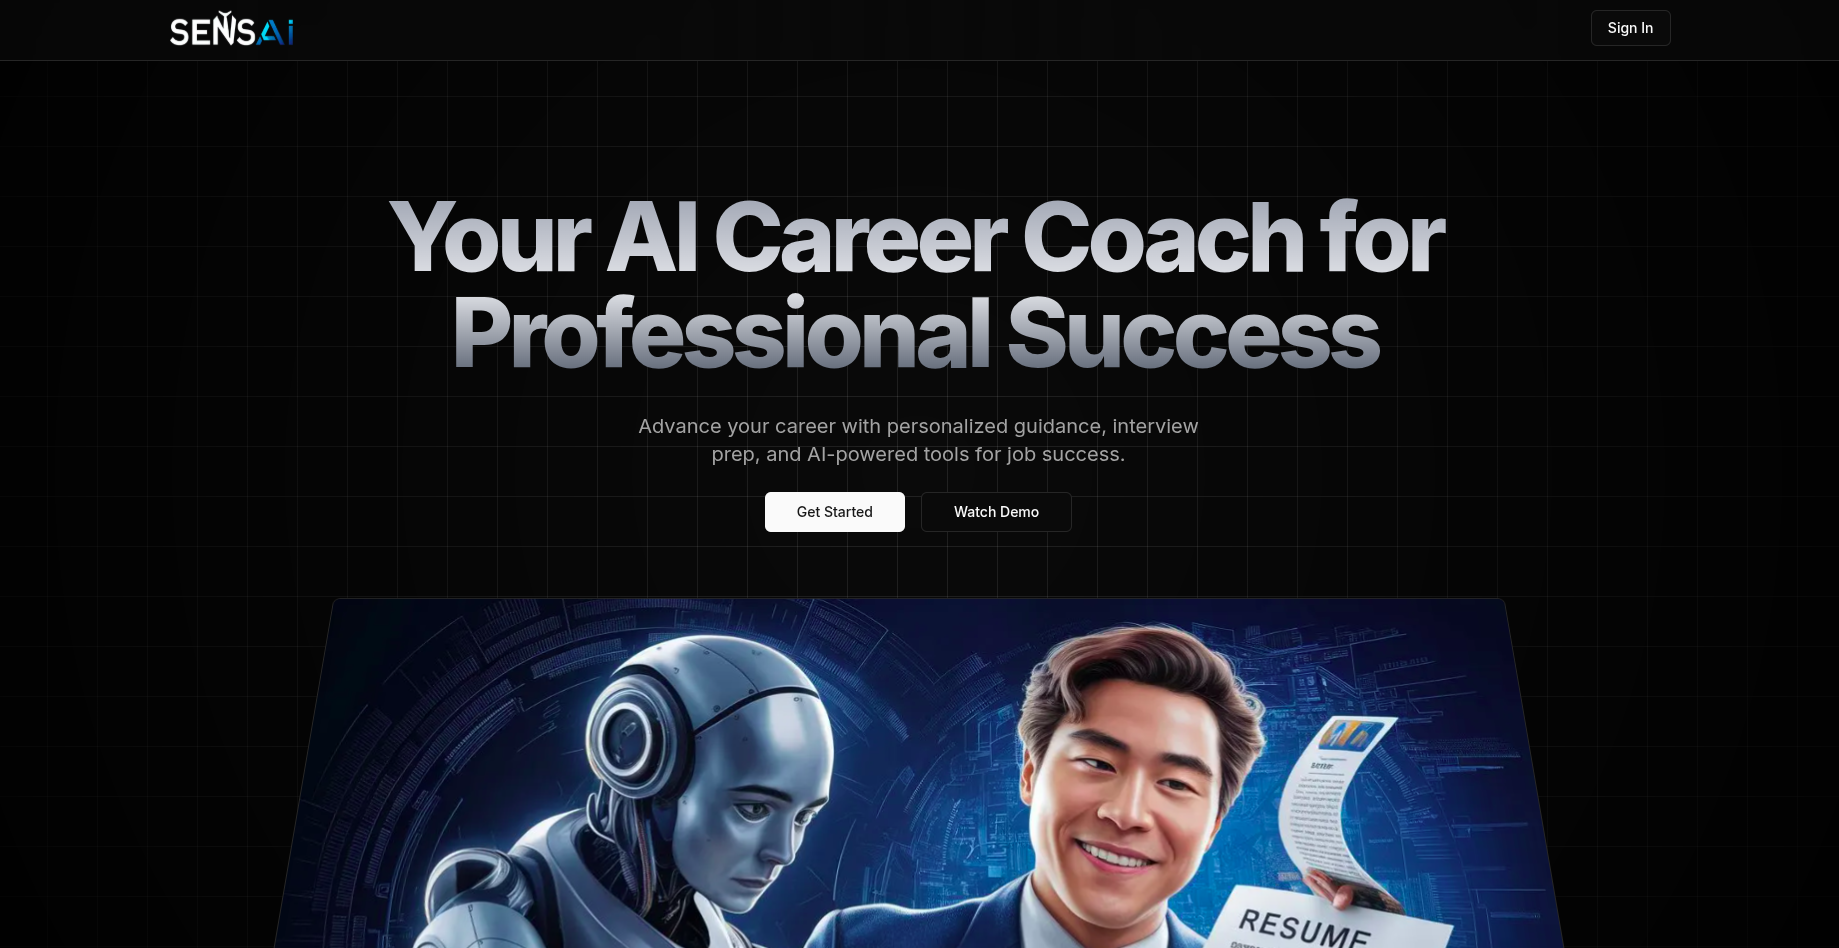 SENSAi
Sign In
Your AI Career Coach for
Professional Success
Advance your career with personalized guidance, interview
prep, and AI-powered tools for job success.
Get Started
Watch Demo
RESUME